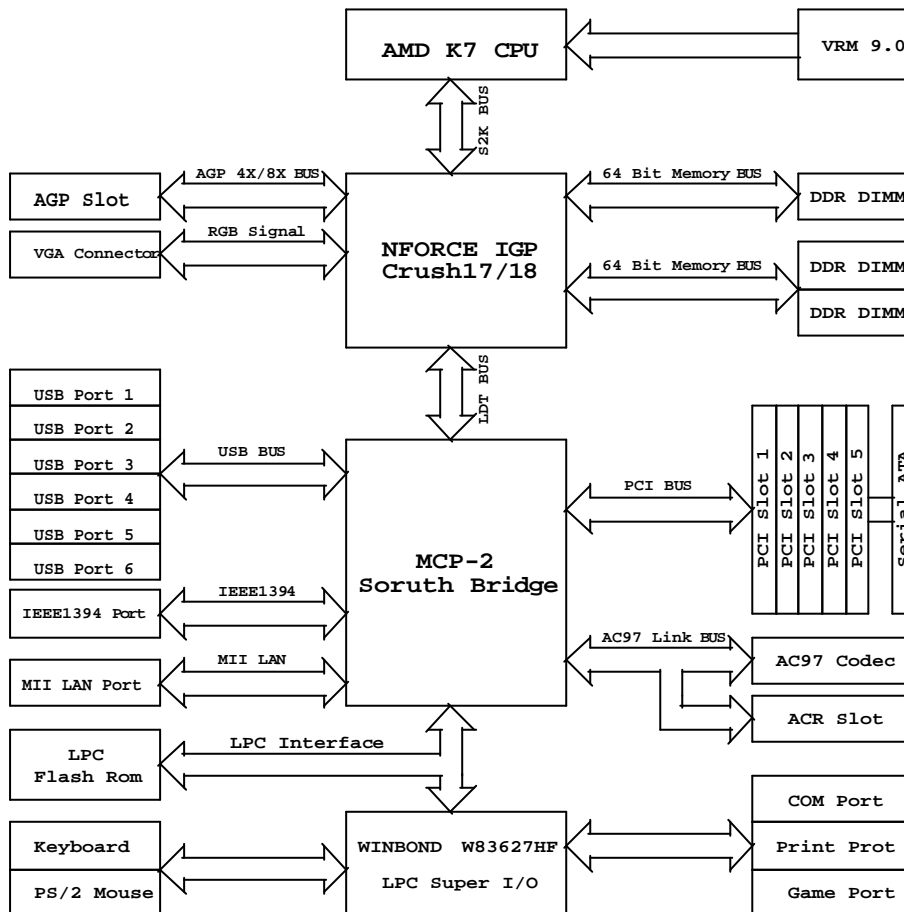 AMD K7 CPU
VRM 9.0
S2K BUS
AGP 4X/8X BUS
64 Bit Memory BUS
AGP Slot
DDR DIMM
RGB Signal
VGA Connector
NFORCE IGP
Crush17/18
64 Bit Memory BUS
DDR DIMM
DDR DIMM
LDT BUS
USB Port 1
USB Port 2
USB Port 3
USB Port 4
USB Port 5
USB Port 6
USB BUS
PCI BUS
PCI Slot 1
PCI Slot 2
PCI Slot 3
PCI Slot 4
PCI Slot 5
Serial ATA
MCP-2
Soruth Bridge
IEEE1394
IEEE1394 Port
AC97 Link BUS
MII LAN
MII LAN Port
AC97 Codec
ACR Slot
LPC Interface
LPC
Flash Rom
COM Port
Keyboard
WINBOND W83627HF
Print Prot
LPC Super I/O
PS/2 Mouse
Game Port